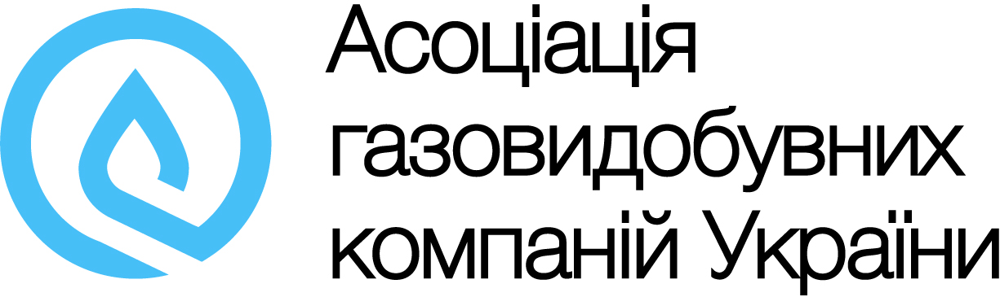 Асоціація
газовидобувних
компаній України